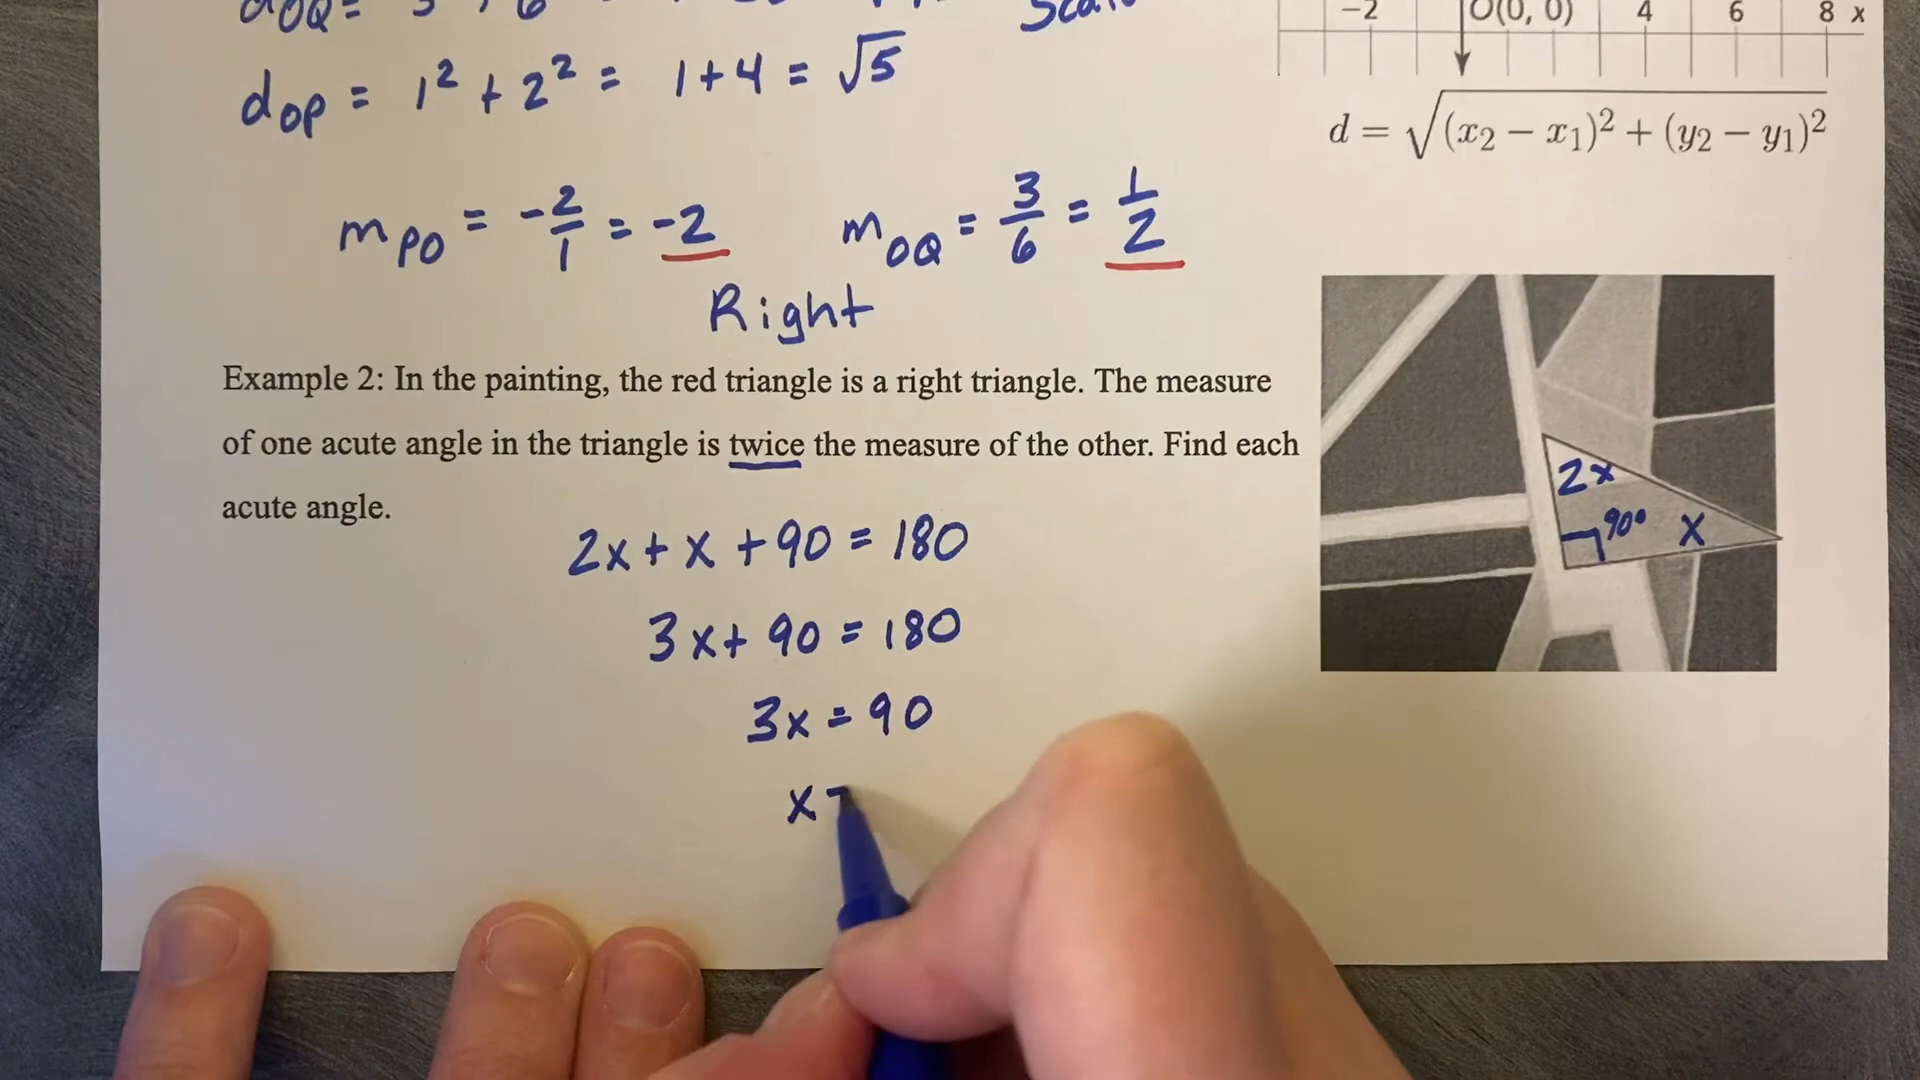 d_OQ = 3 , 6
-2 O(0, 0) 4 6 8 x
d_OP = 1² + 2² = 1 + 4 = √5
d = √(x₂ − x₁)² + (y₂ − y₁)²
m_PO = -2/1 = -2 m_OQ = 3/6 = 1/2
Right
Example 2: In the painting, the red triangle is a right triangle. The measure
of one acute angle in the triangle is twice the measure of the other. Find each
acute angle.
2x
90° x
2x + x + 90 = 180
3x + 90 = 180
3x = 90
x